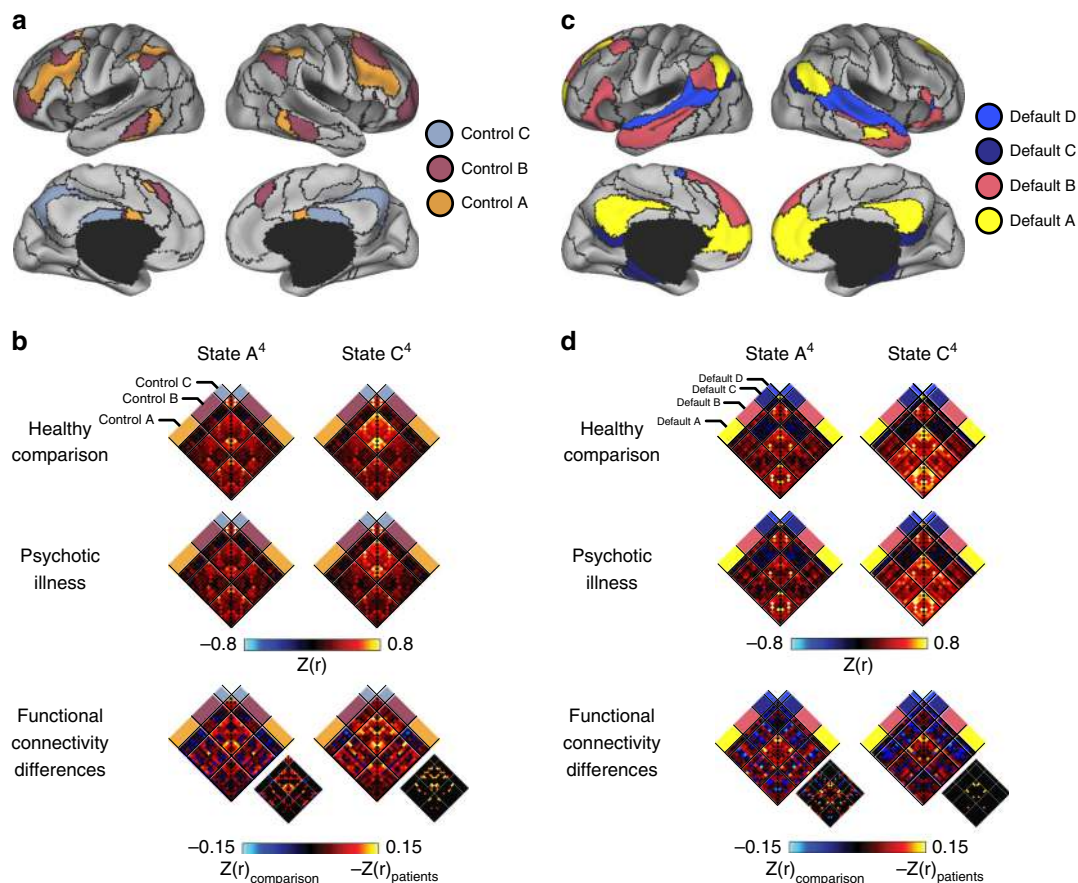 a
Control C
Control B
Control A
c
Default D
Default C
Default B
Default A
b
State A⁴
State C⁴
Control C
Control B
Control A
Healthy
comparison
Psychotic
illness
–0.8
0.8
Z(r)
Functional
connectivity
differences
–0.15
0.15
Z(r)comparison
–Z(r)patients
d
State A⁴
State C⁴
Default D
Default C
Default B
Default A
Healthy
comparison
Psychotic
illness
–0.8
0.8
Z(r)
Functional
connectivity
differences
–0.15
0.15
Z(r)comparison
–Z(r)patients